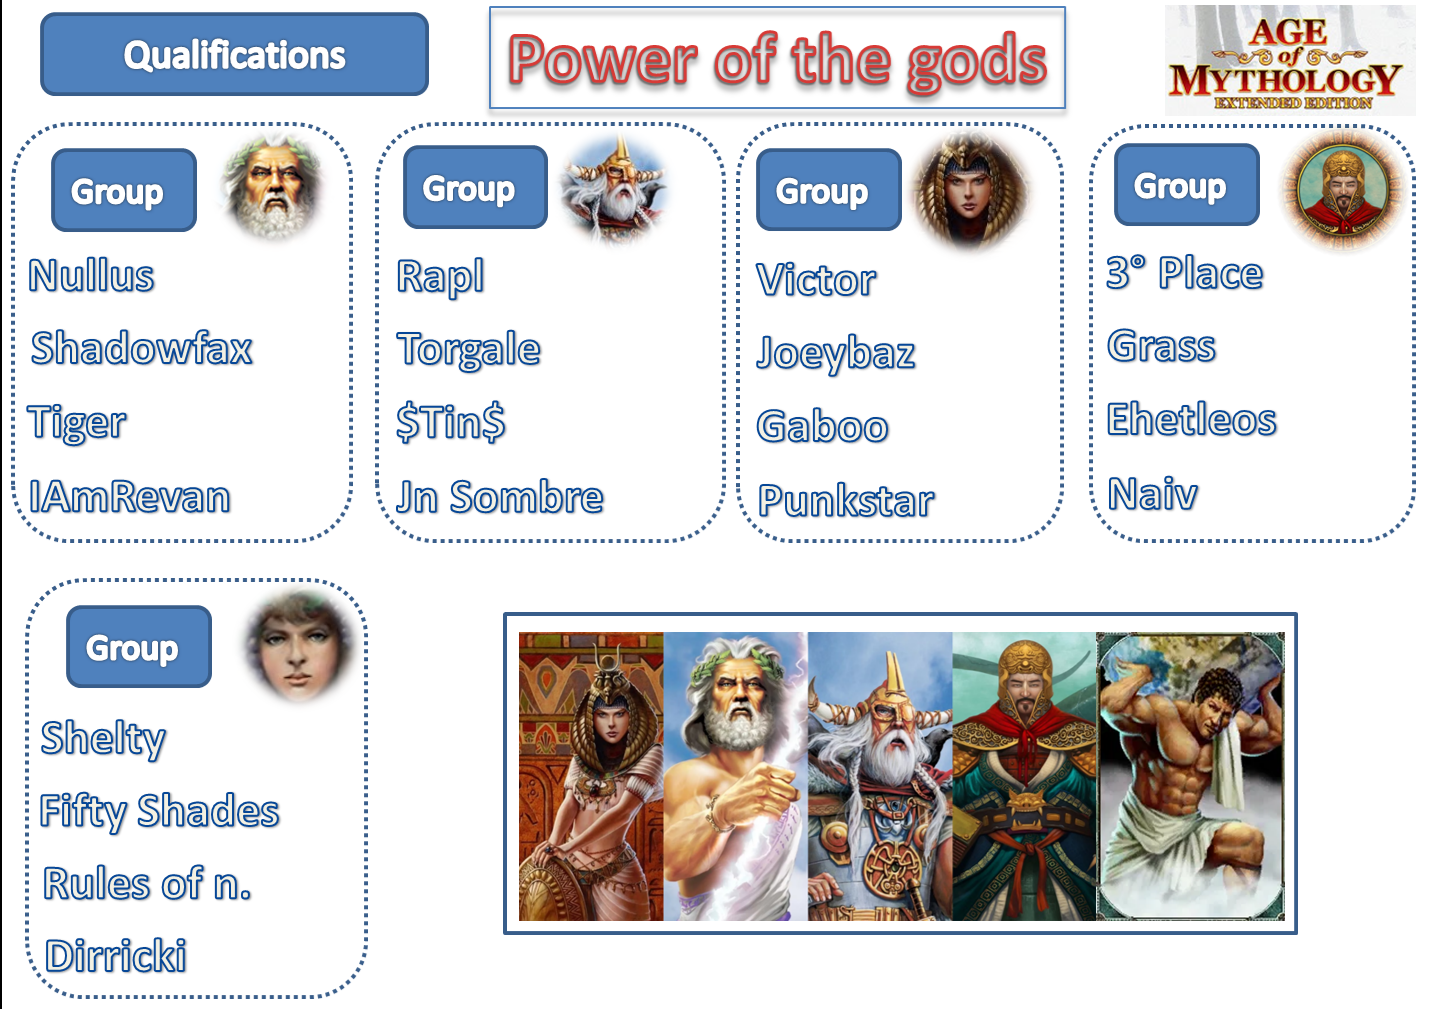 Qualifications
Power of the gods
AGE
of
MYTHOLOGY
EXTENDED EDITION
Group
Nullus
Shadowfax
Tiger
IAmRevan
Group
Rapl
Torgale
$Tin$
Jn Sombre
Group
Victor
Joeybaz
Gaboo
Punkstar
Group
3° Place
Grass
Ehetleos
Naiv
Group
Shelty
Fifty Shades
Rules of n.
Dirricki